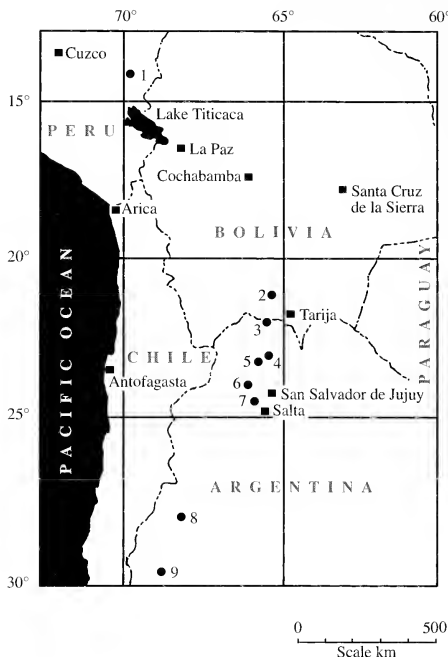 70° 65°
Cuzco
1
15°
Lake Titicaca
PERU
La Paz
Cochabamba
Santa Cruz
de la Sierra
Arica
BOLIVIA
20°
2
Tarija
3
PARAGUAY
PACIFIC OCEAN
CHILE
5 4
Antofagasta
6
San Salvador de Jujuy
7
Salta
25°
ARGENTINA
8
9
30°
0 500
Scale km